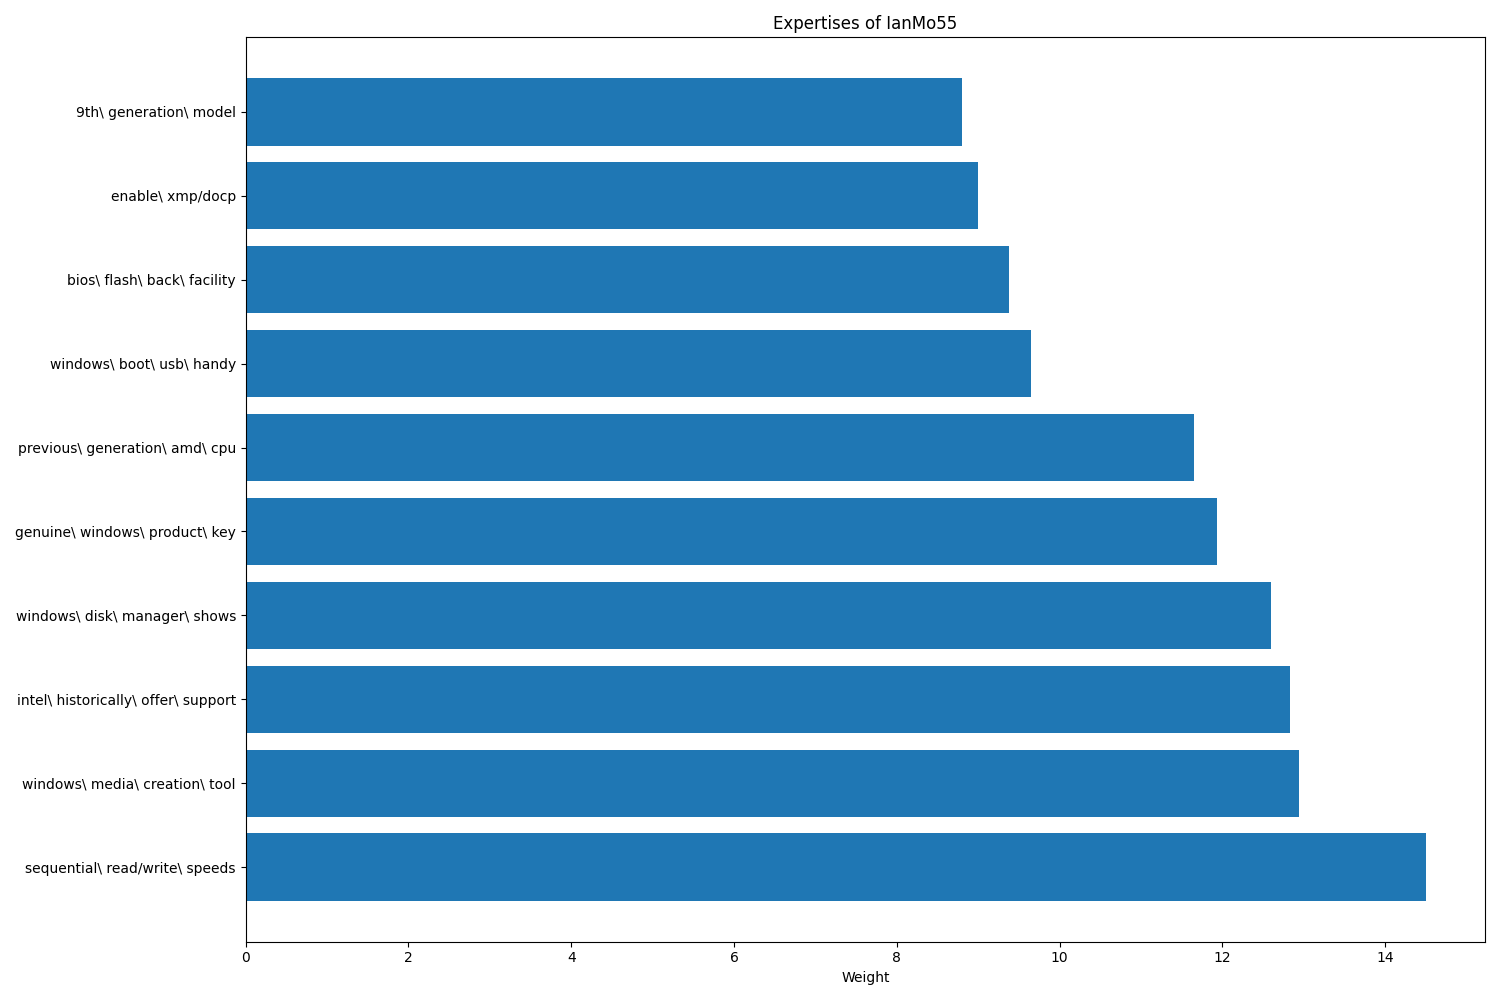 Expertises of IanMo55
9th\ generation\ model
enable\ xmp/docp
bios\ flash\ back\ facility
windows\ boot\ usb\ handy
previous\ generation\ amd\ cpu
genuine\ windows\ product\ key
windows\ disk\ manager\ shows
intel\ historically\ offer\ support
windows\ media\ creation\ tool
sequential\ read/write\ speeds
0 2 4 6 8 10 12 14
Weight